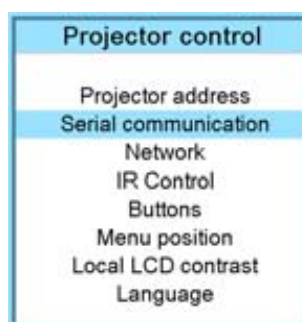 Projector control
Projector address
Serial communication
Network
IR Control
Buttons
Menu position
Local LCD contrast
Language